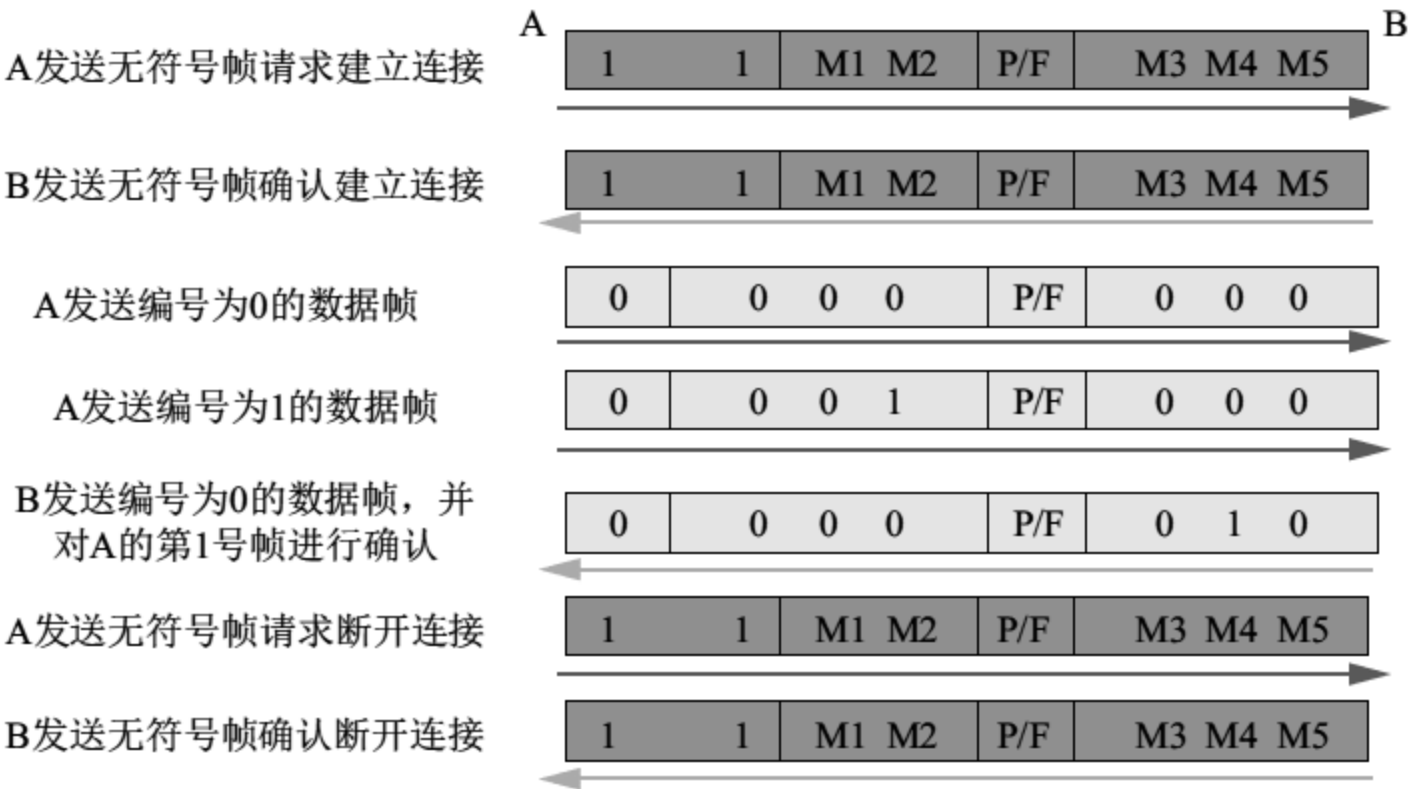 A B
A发送无符号帧请求建立连接 1 1 M1 M2 P/F M3 M4 M5
B发送无符号帧确认建立连接 1 1 M1 M2 P/F M3 M4 M5
A发送编号为0的数据帧 0 0 0 0 P/F 0 0 0
A发送编号为1的数据帧 0 0 0 1 P/F 0 0 0
B发送编号为0的数据帧，并
对A的第1号帧进行确认 0 0 0 0 P/F 0 1 0
A发送无符号帧请求断开连接 1 1 M1 M2 P/F M3 M4 M5
B发送无符号帧确认断开连接 1 1 M1 M2 P/F M3 M4 M5